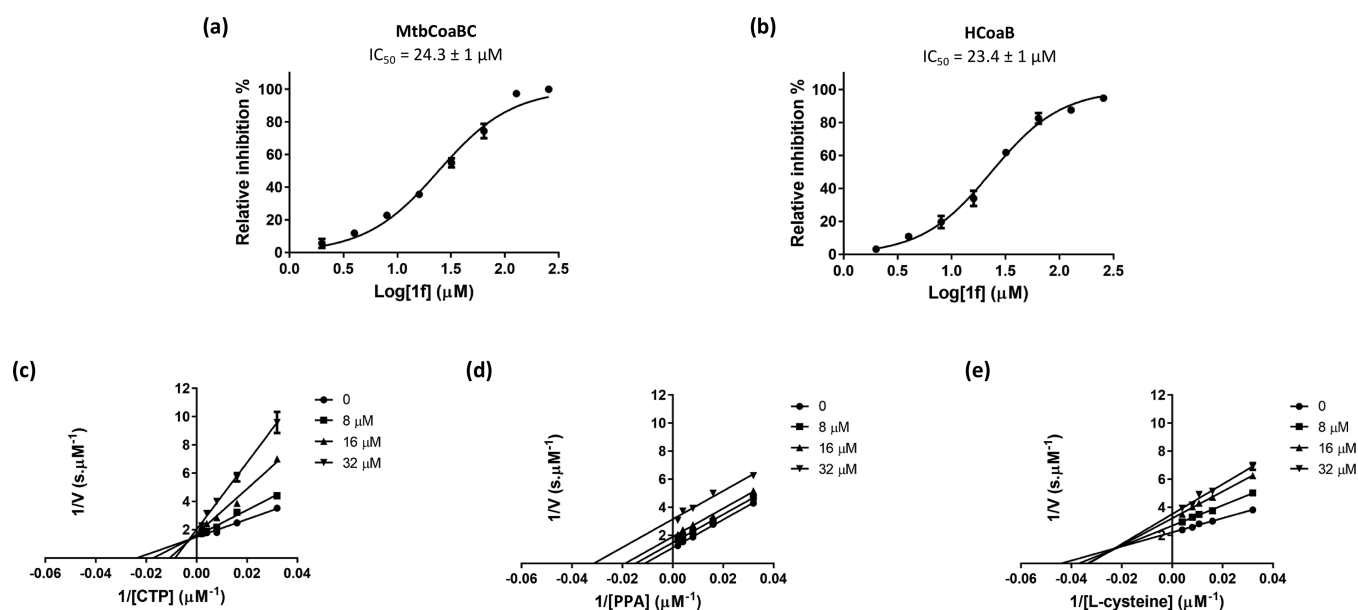 (a)
MtbCoaBC
IC50 = 24.3 ± 1 μM
Relative inhibition %
100
80
60
40
20
0
0.0 0.5 1.0 1.5 2.0 2.5
Log[1f] (μM)
(b)
HCoaB
IC50 = 23.4 ± 1 μM
Relative inhibition %
100
80
60
40
20
0
0.0 0.5 1.0 1.5 2.0 2.5
Log[1f] (μM)
(c)
1/V (s.μM-1)
12
10
8
6
4
2
-0.06 -0.04 -0.02 0.00 0.02 0.04
1/[CTP] (μM-1)
0
8 μM
16 μM
32 μM
(d)
1/V (s.μM-1)
12
10
8
6
4
2
-0.06 -0.04 -0.02 0.00 0.02 0.04
1/[PPA] (μM-1)
0
8 μM
16 μM
32 μM
(e)
1/V (s.μM-1)
12
10
8
6
4
2
-0.06 -0.04 -0.02 0.00 0.02 0.04
1/[L-cysteine] (μM-1)
0
8 μM
16 μM
32 μM